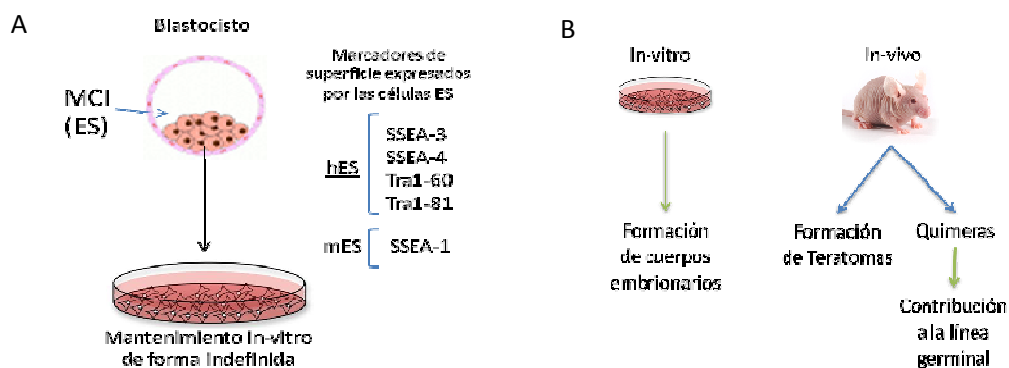 A
Blastocisto
MCI
(ES)
Marcadores de
superficie expresados
por las células ES
hES
SSEA-3
SSEA-4
Tra1-60
Tra1-81
mES
SSEA-1
Mantenimiento in-vitro
de forma indefinida
B
In-vitro
Formación
de cuerpos
embrionarios
In-vivo
Formación
de Teratomas
Quimeras
Contribución
a la línea
germinal